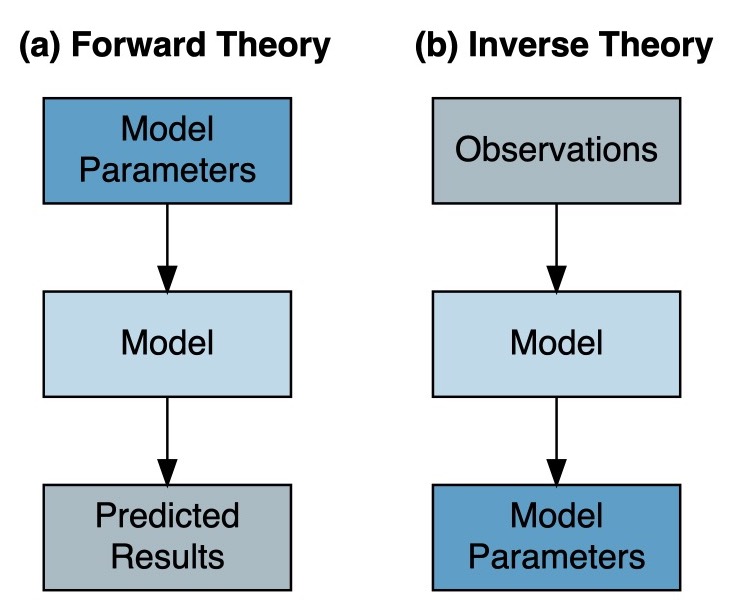 (a) Forward Theory
Model
Parameters
Model
Predicted
Results
(b) Inverse Theory
Observations
Model
Model
Parameters